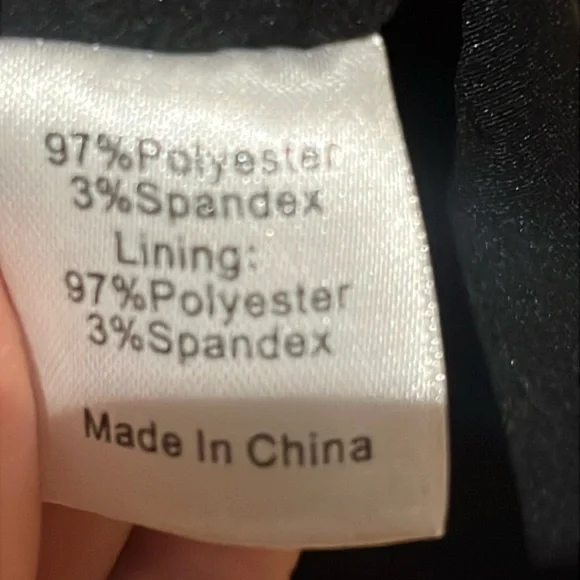 97%Polyester
3%Spandex
Lining:
97%Polyester
3%Spandex
Made In China